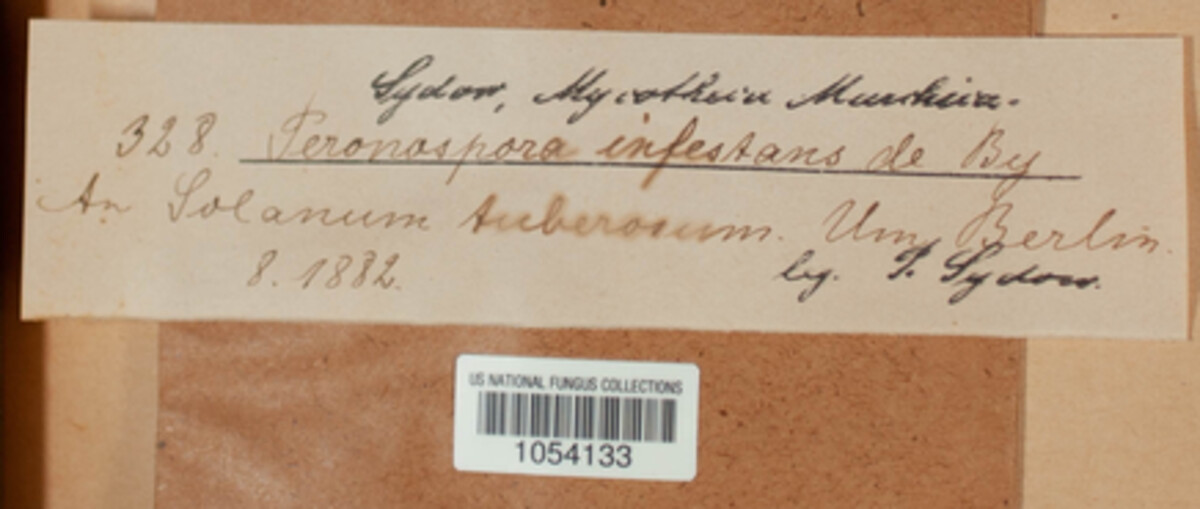 Sydow, Mycotheca Marchica.
328. Peronospora infestans de By
An Solanum tuberosum. Um Berlin.
8. 1882. leg. P. Sydow.
US NATIONAL FUNGUS COLLECTIONS
1054133